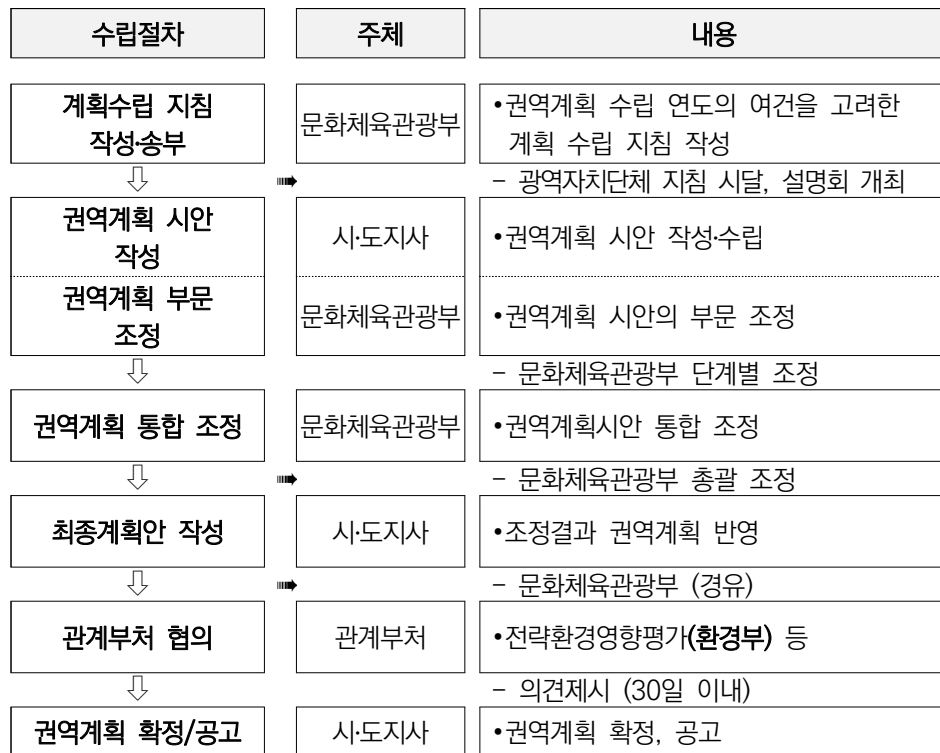 수립절차 주체 내용
계획수립 지침 작성·송부 문화체육관광부 •권역계획 수립 연도의 여건을 고려한 계획 수립 지침 작성
⇩ ➠ - 광역자치단체 지침 시달, 설명회 개최
권역계획 시안 작성 시·도지사 •권역계획 시안 작성·수립
권역계획 부문 조정 문화체육관광부 •권역계획 시안의 부문 조정
⇩ - 문화체육관광부 단계별 조정
권역계획 통합 조정 문화체육관광부 •권역계획시안 통합 조정
⇩ ➠ - 문화체육관광부 총괄 조정
최종계획안 작성 시·도지사 •조정결과 권역계획 반영
⇩ ➠ - 문화체육관광부 (경유)
관계부처 협의 관계부처 •전략환경영향평가(환경부) 등
⇩ - 의견제시 (30일 이내)
권역계획 확정/공고 시·도지사 •권역계획 확정, 공고